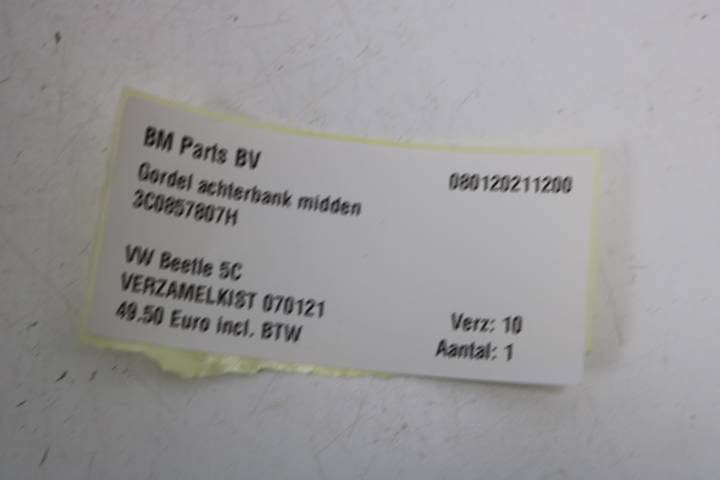 BM Parts BV
080120211200
Gordel achterbank midden
3C0857807H
VW Beetle 5C
VERZAMELKIST 070121
49.50 Euro incl. BTW
Verz: 10
Aantal: 1